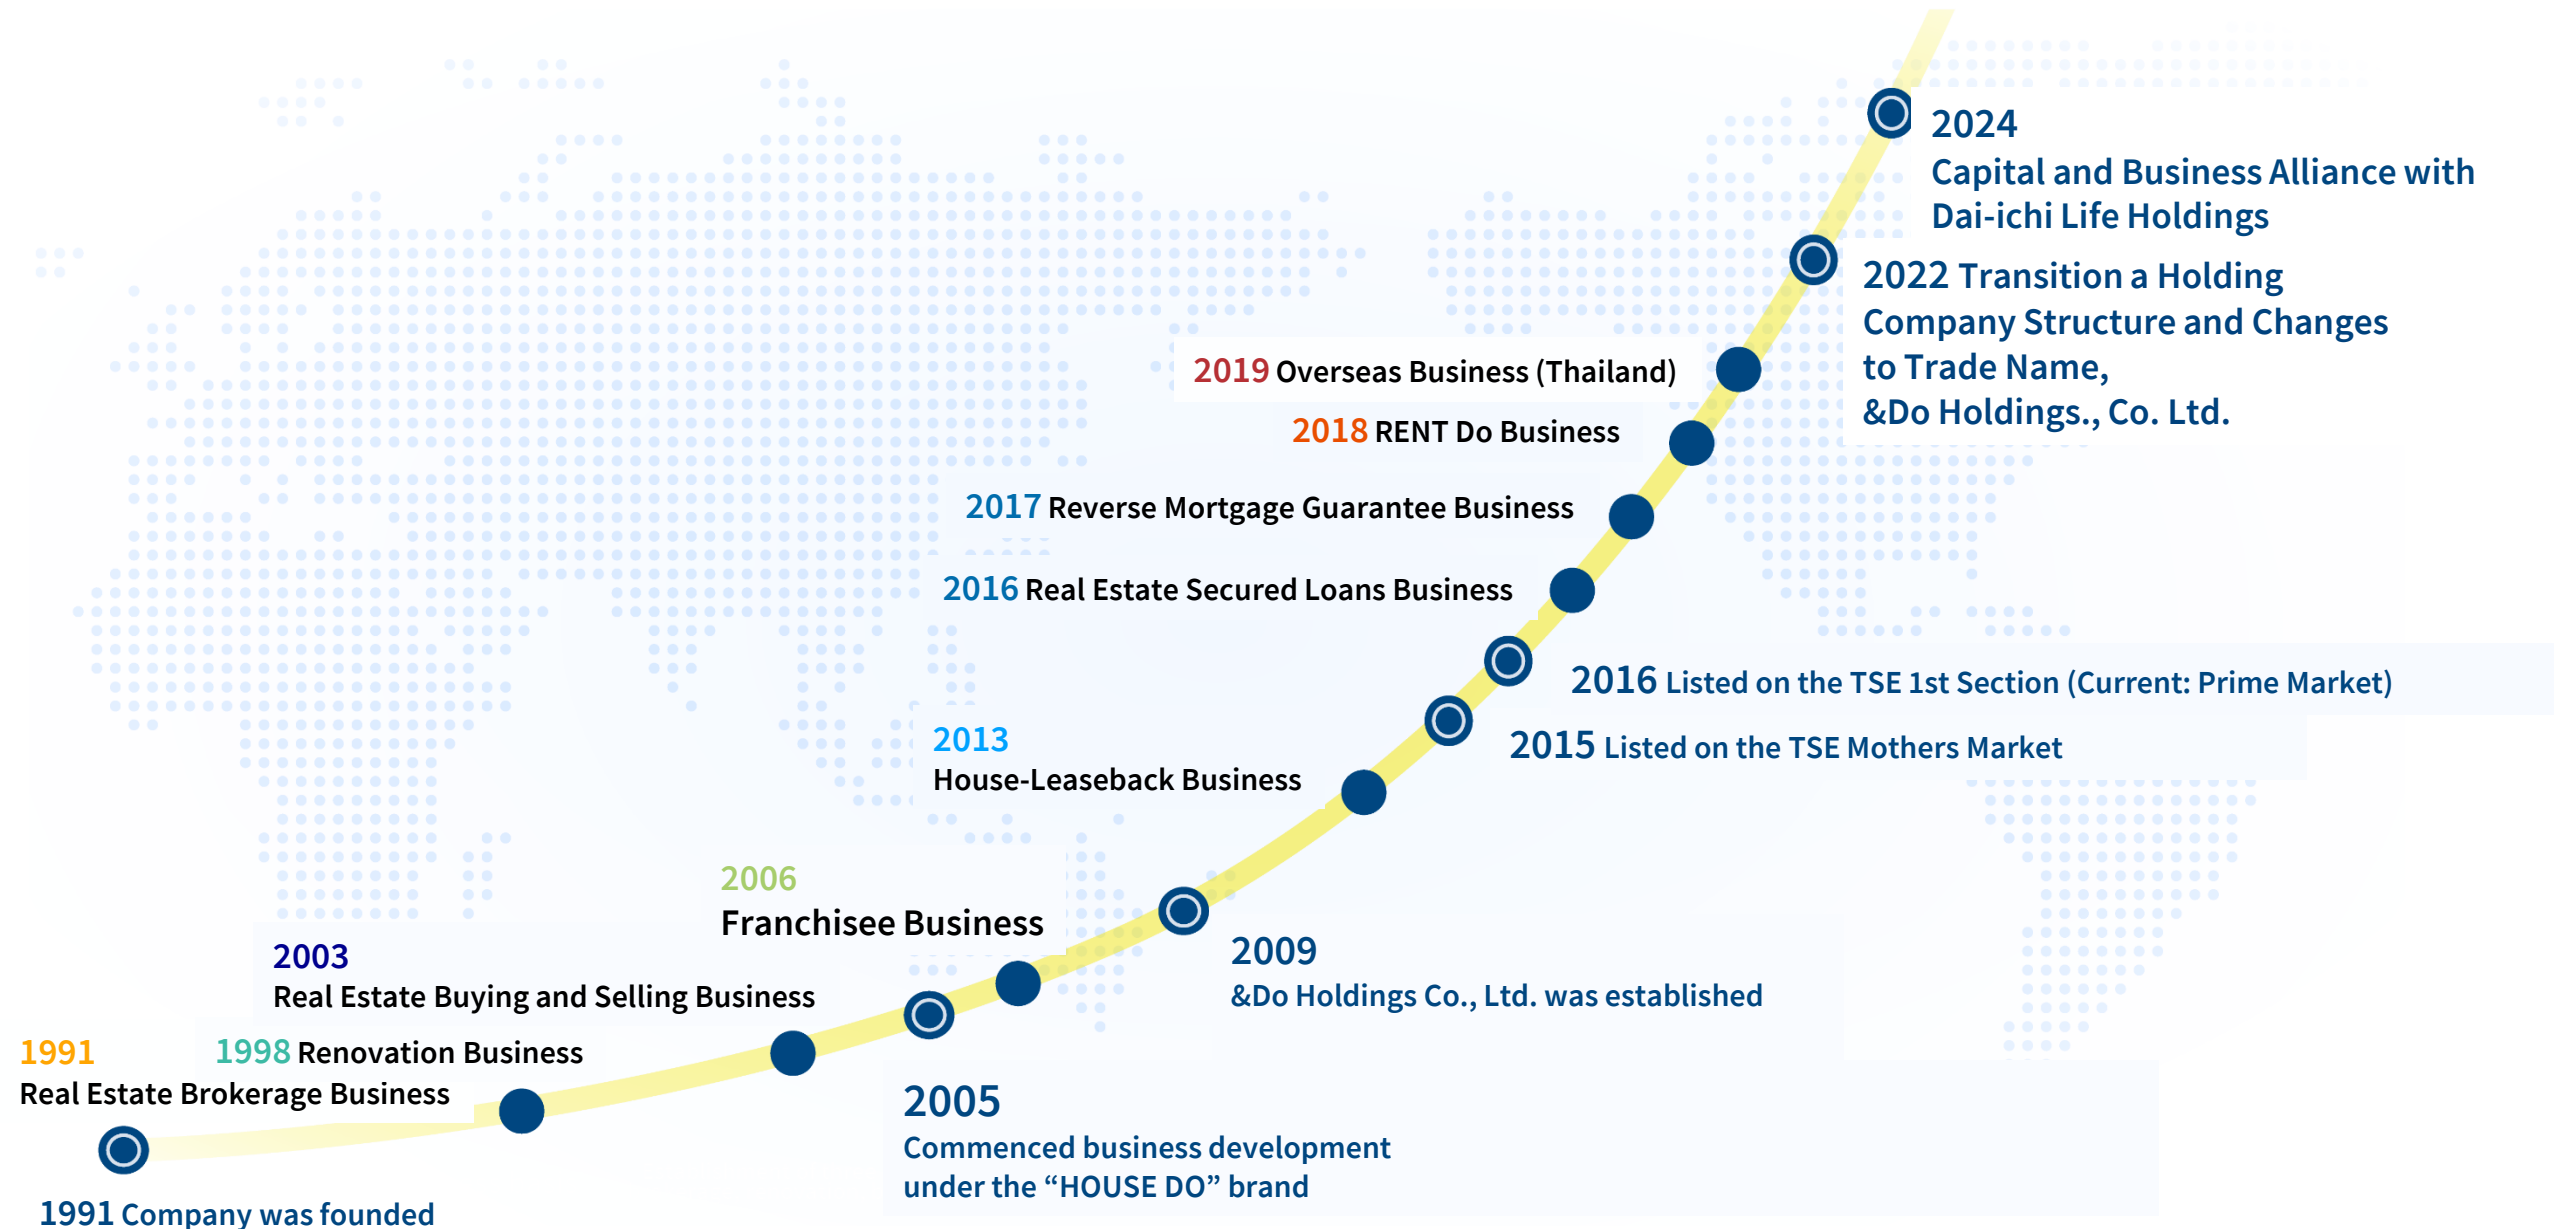 2024
Capital and Business Alliance with
Dai-ichi Life Holdings
2022 Transition a Holding
Company Structure and Changes
to Trade Name,
&Do Holdings., Co. Ltd.
2019 Overseas Business (Thailand)
2018 RENT Do Business
2017 Reverse Mortgage Guarantee Business
2016 Real Estate Secured Loans Business
2016 Listed on the TSE 1st Section (Current: Prime Market)
2015 Listed on the TSE Mothers Market
2013
House-Leaseback Business
2006
Franchisee Business
2009
&Do Holdings Co., Ltd. was established
2003
Real Estate Buying and Selling Business
1998 Renovation Business
1991
Real Estate Brokerage Business
2005
Commenced business development
under the “HOUSE DO” brand
1991 Company was founded